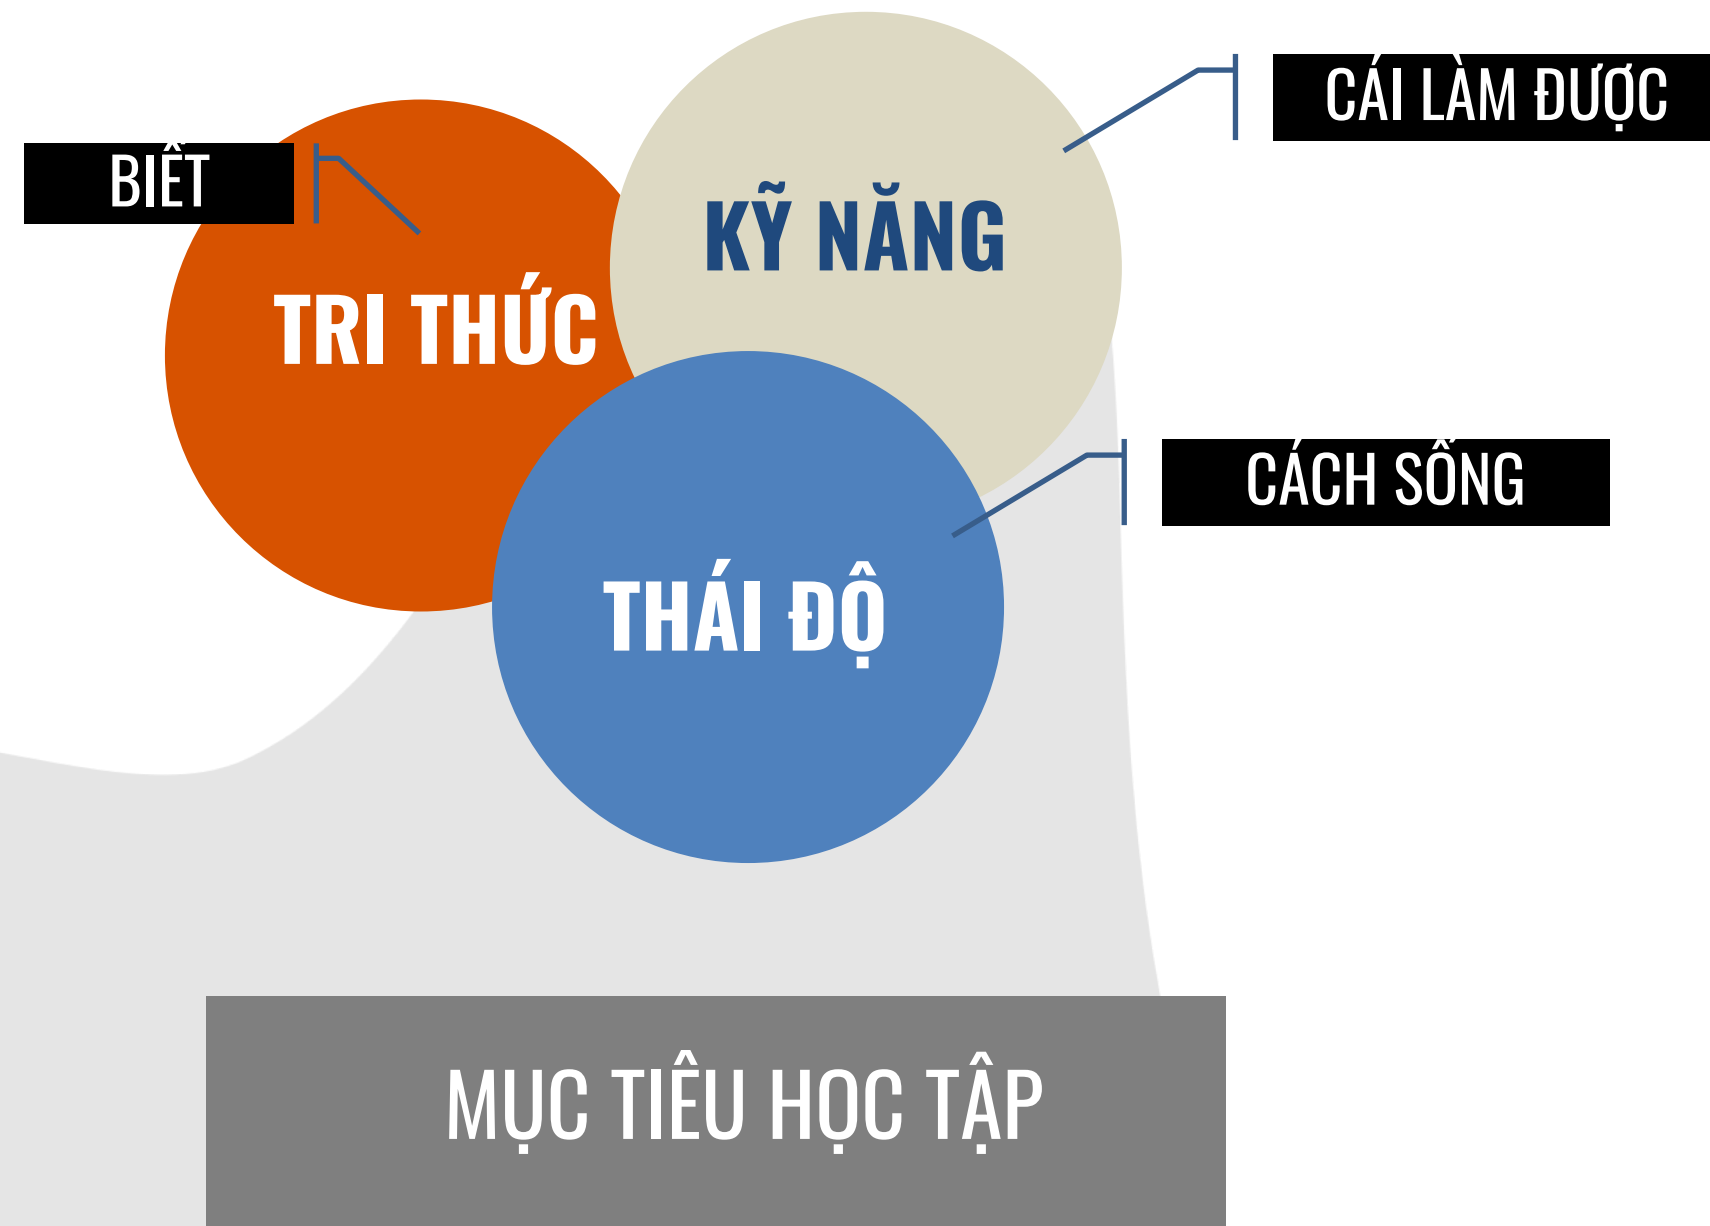 CÁI LÀM ĐƯỢC
BIẾT
KỸ NĂNG
TRI THỨC
CÁCH SỐNG
THÁI ĐỘ
MỤC TIÊU HỌC TẬP